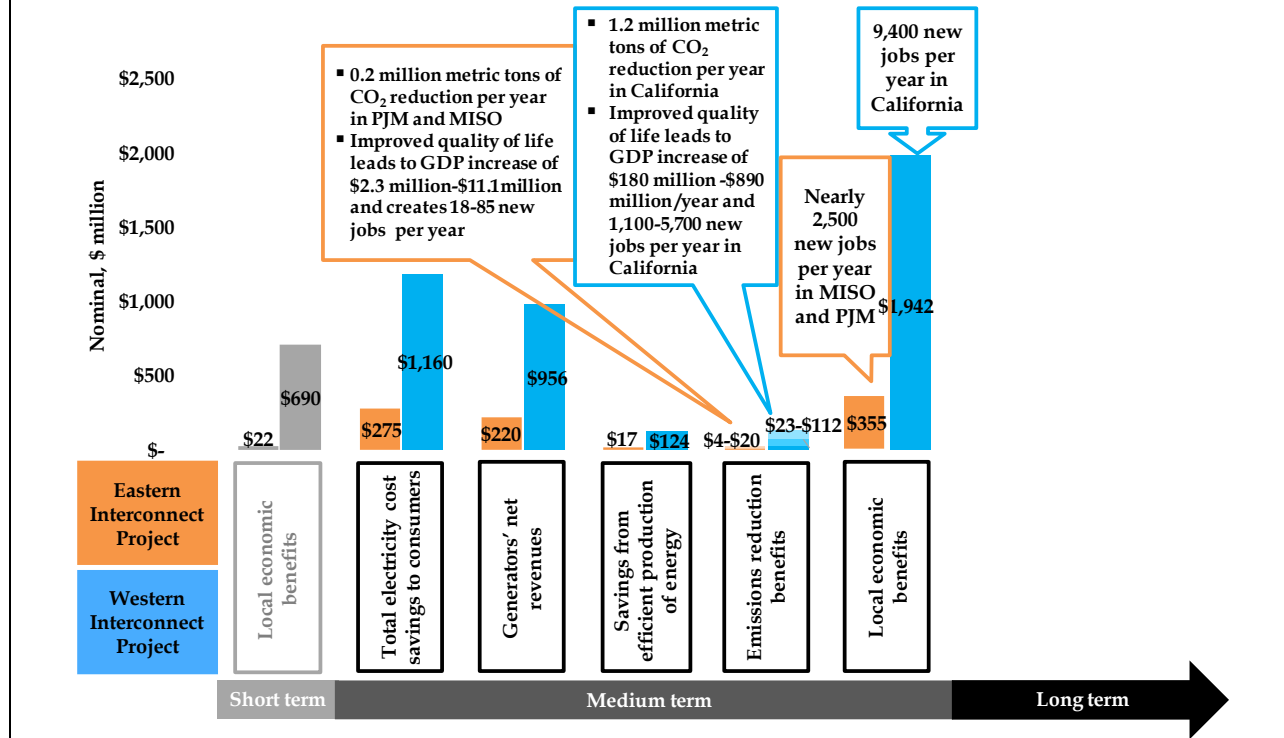 $2,500
$2,000
$1,500
$1,000
$500
$-
Nominal, $ million
▪ 0.2 million metric tons of
CO₂ reduction per year
in PJM and MISO
▪ Improved quality of life
leads to GDP increase of
$2.3 million-$11.1million
and creates 18-85 new
jobs per year
▪ 1.2 million metric
tons of CO₂
reduction per year
in California
▪ Improved quality
of life leads to
GDP increase of
$180 million -$890
million/year and
1,100-5,700 new
jobs per year in
California
9,400 new
jobs per
year in
California
Nearly
2,500
new jobs
per year
in MISO
and PJM
$22
$690
$275
$1,160
$220
$956
$17
$124
$4-$20
$23-$112
$355
$1,942
Eastern
Interconnect
Project
Western
Interconnect
Project
Local economic
benefits
Total electricity cost
savings to consumers
Generators' net
revenues
Savings from
efficient production
of energy
Emissions reduction
benefits
Local economic
benefits
Short term
Medium term
Long term